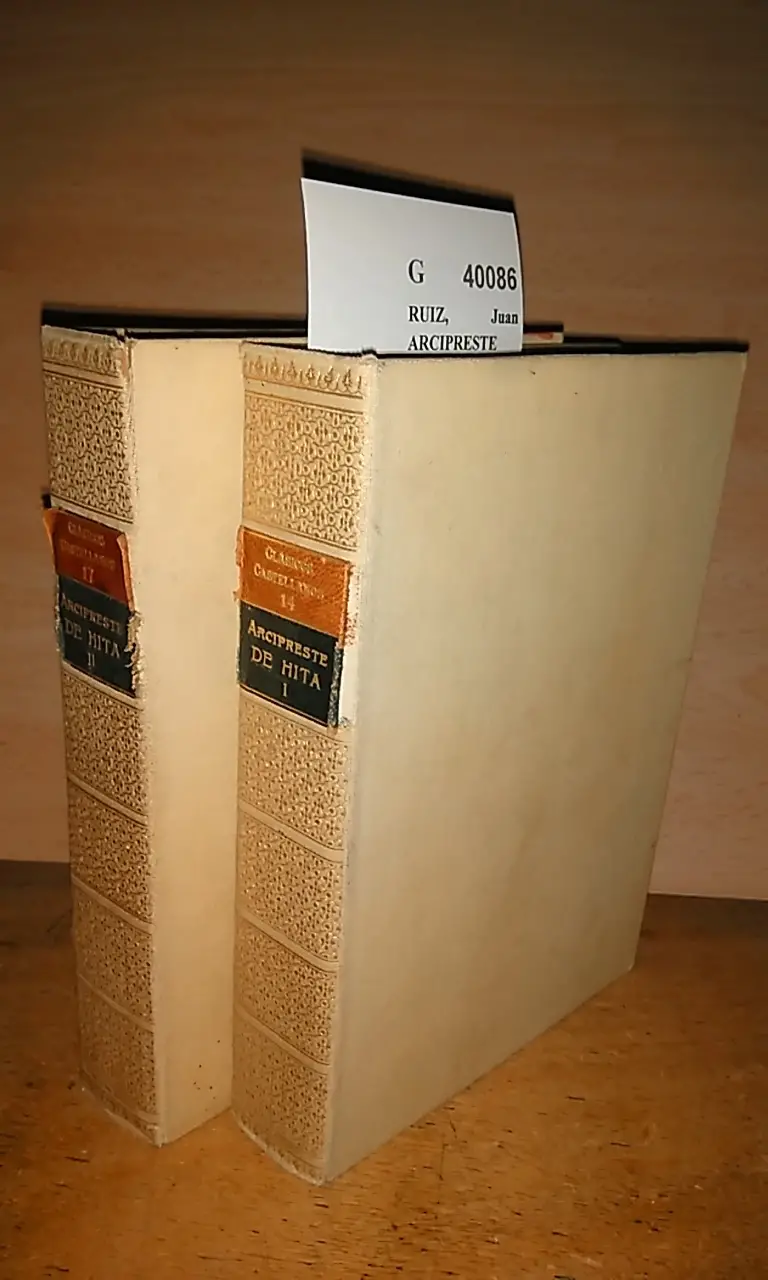 G 40086
RUIZ, Juan
ARCIPRESTE
CLÁSICOS
CASTELLANOS
17
ARCIPRESTE
DE HITA
II
CLÁSICOS
CASTELLANOS
14
ARCIPRESTE
DE HITA
I